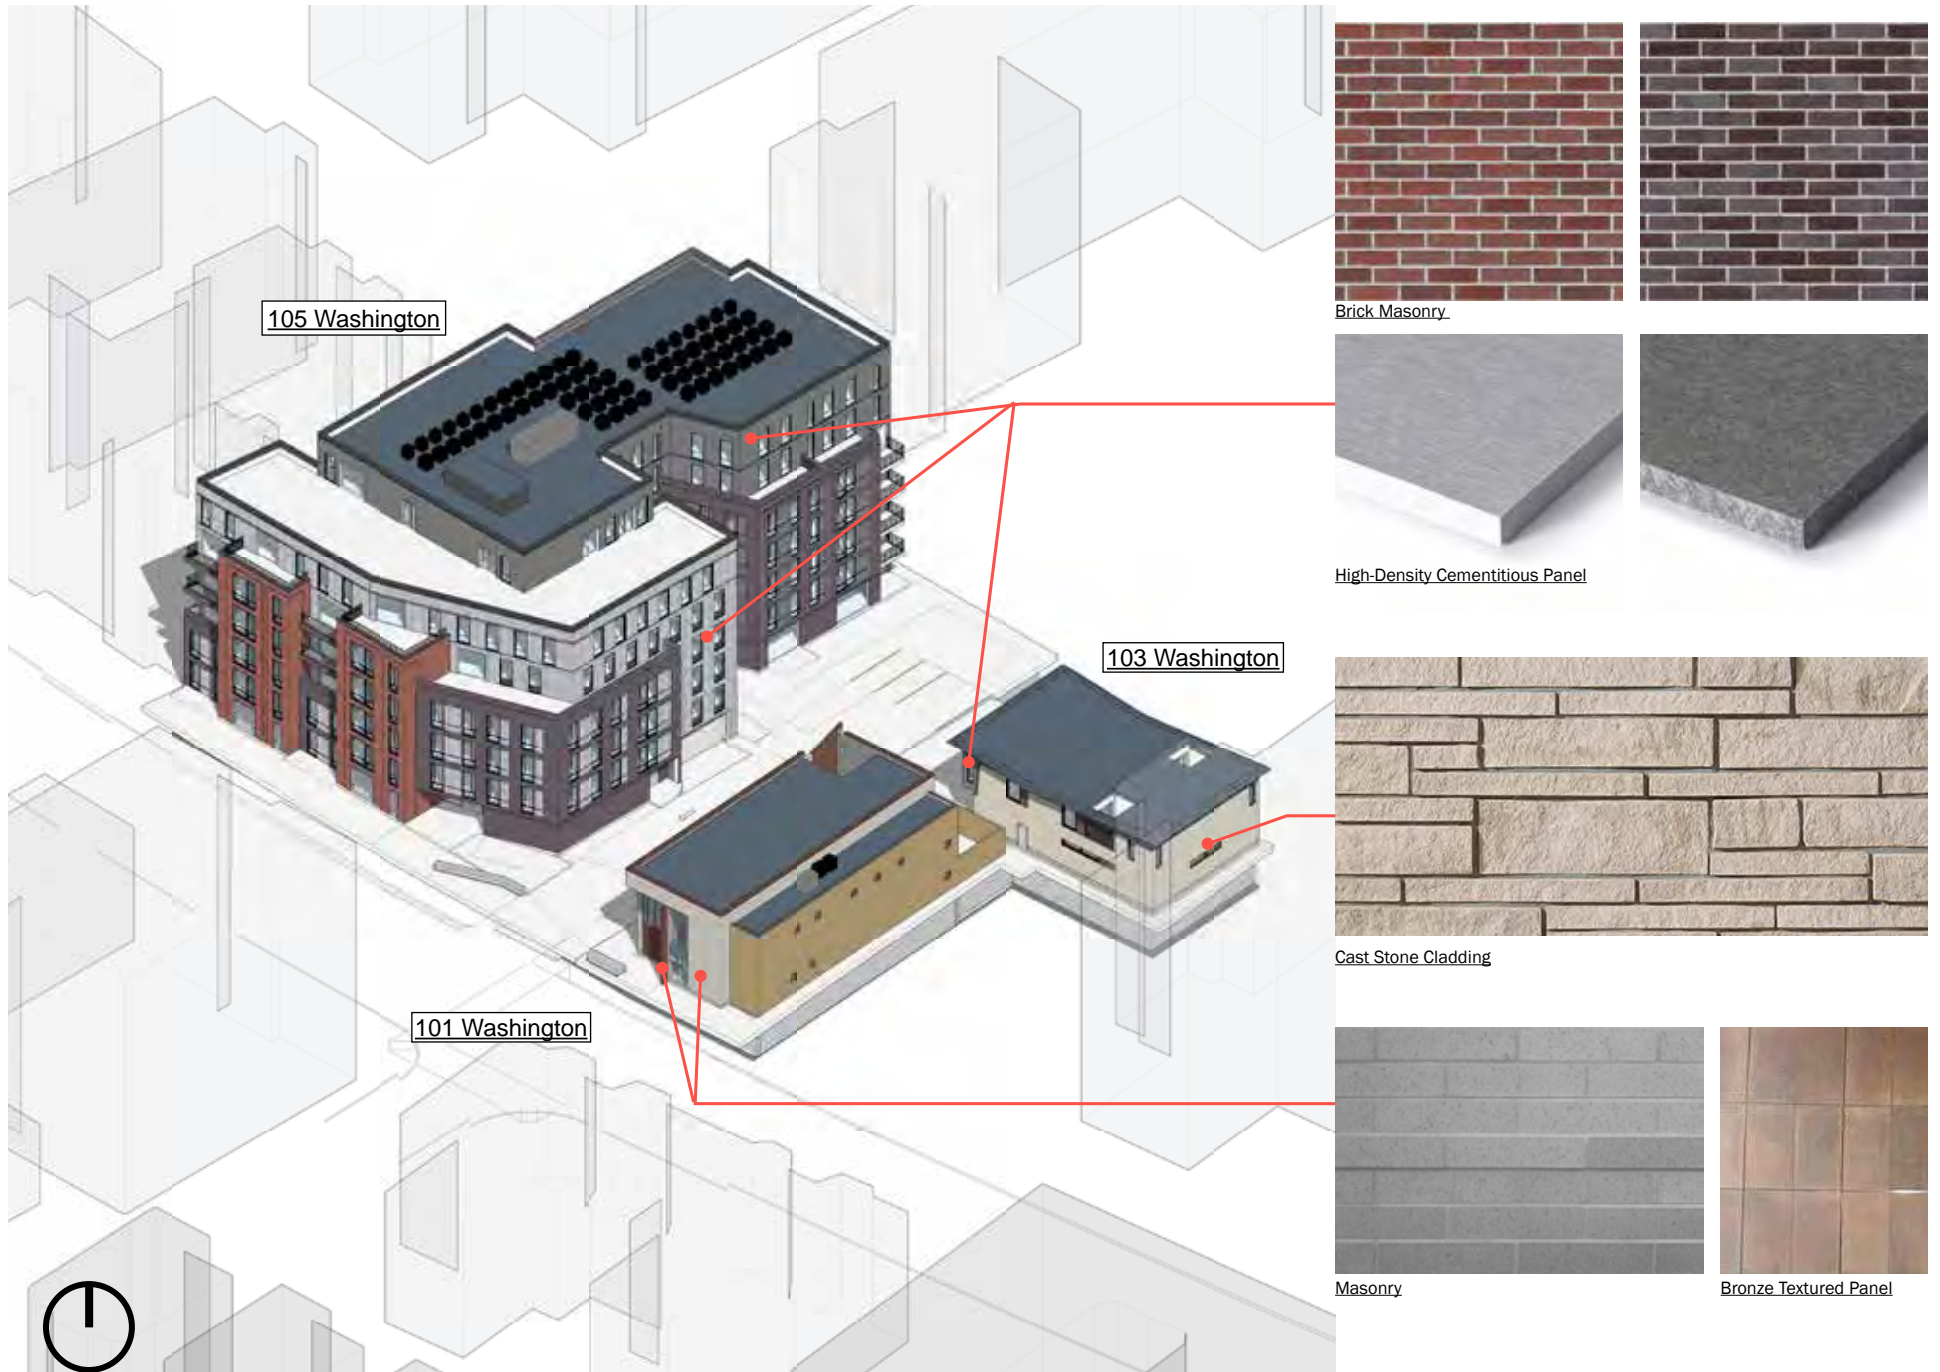 105 Washington
103 Washington
101 Washington
Brick Masonry
High-Density Cementitious Panel
Cast Stone Cladding
Masonry
Bronze Textured Panel